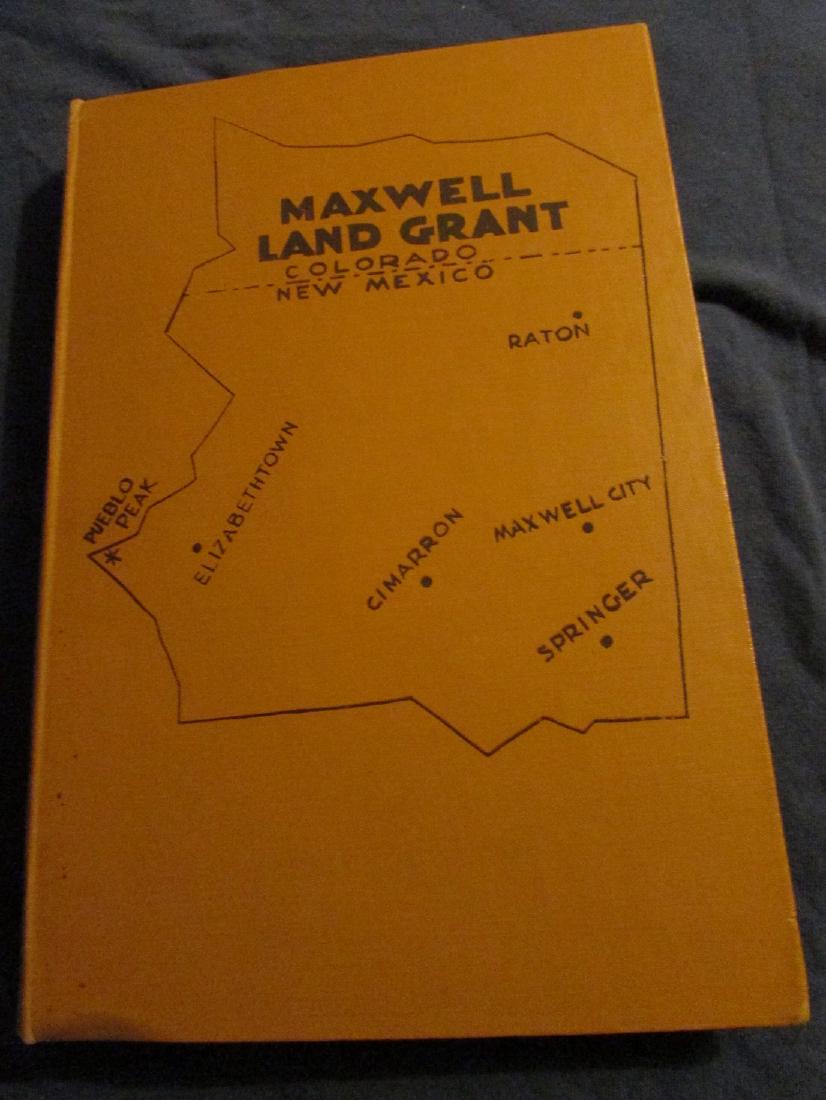 MAXWELL
LAND GRANT
COLORADO
NEW MEXICO
RATON
PUEBLO
PEAK
ELIZABETHTOWN
CIMARRON
MAXWELL CITY
SPRINGER